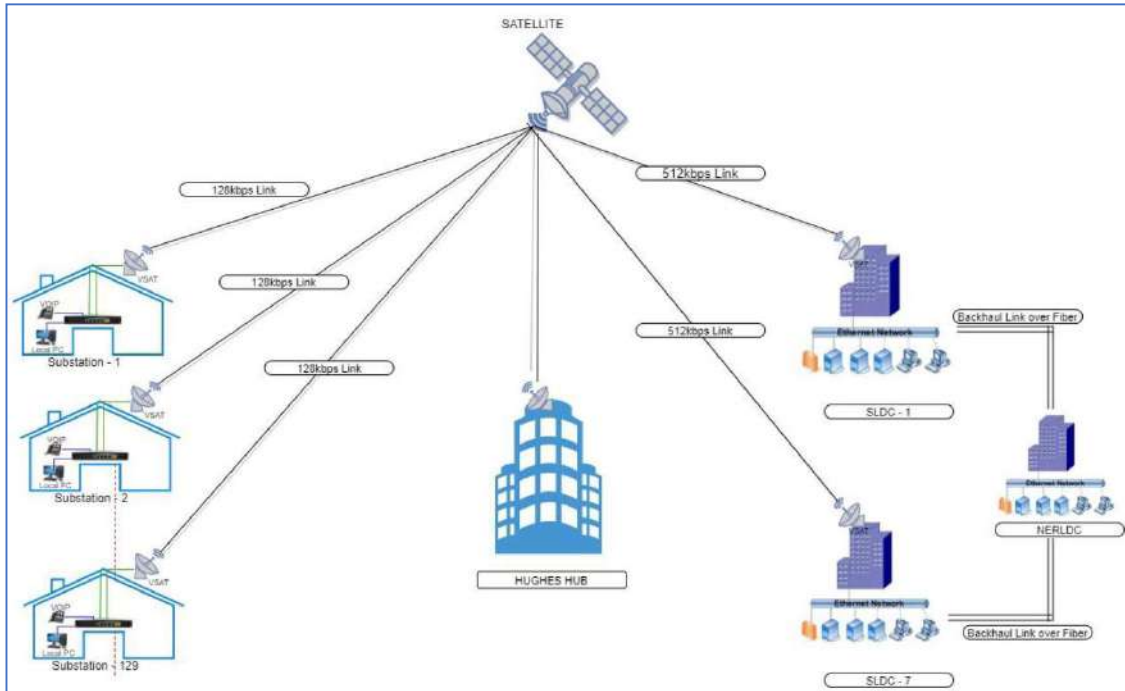 SATELLITE
128kbps Link
512kbps Link
VSAT
VOIP
Local PC
Substation - 1
128kbps Link
VSAT
Ethernet Network
Backhaul Link over Fiber
SLDC - 1
512kbps Link
128kbps Link
VSAT
VOIP
Local PC
Substation - 2
Ethernet Network
NERLDC
VSAT
VOIP
Substation - 129
HUGHES HUB
VSAT
Ethernet Network
Backhaul Link over Fiber
SLDC - 7
Local PC